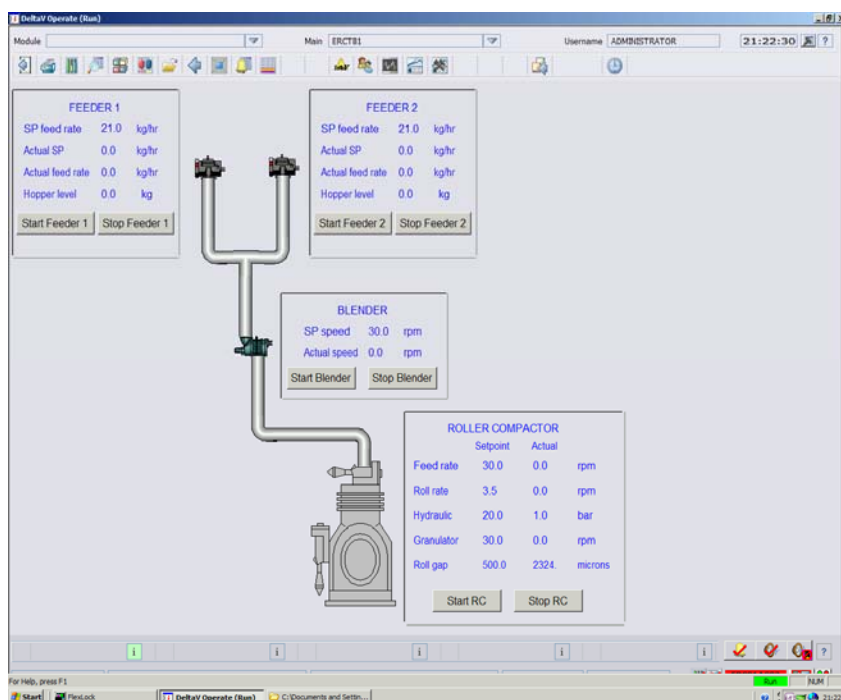 DeltaV Operate (Run)
Module Main ERCTB1 Username ADMINISTRATOR 21:22:30 ?
FEEDER 1
SP feed rate 21.0 kg/hr
Actual SP 0.0 kg/hr
Actual feed rate 0.0 kg/hr
Hopper level 0.0 kg
Start Feeder 1 Stop Feeder 1
FEEDER 2
SP feed rate 21.0 kg/hr
Actual SP 0.0 kg/hr
Actual feed rate 0.0 kg/hr
Hopper level 0.0 kg
Start Feeder 2 Stop Feeder 2
BLENDER
SP speed 30.0 rpm
Actual speed 0.0 rpm
Start Blender Stop Blender
ROLLER COMPACTOR
Setpoint Actual
Feed rate 30.0 0.0 rpm
Roll rate 3.5 0.0 rpm
Hydraulic 20.0 1.0 bar
Granulator 30.0 0.0 rpm
Roll gap 500.0 2324. microns
Start RC Stop RC
i i i i i ?
For Help, press F1 Run NUM
Start FlexLock DeltaV Operate (Run) C:\Documents and Settin... 21:22